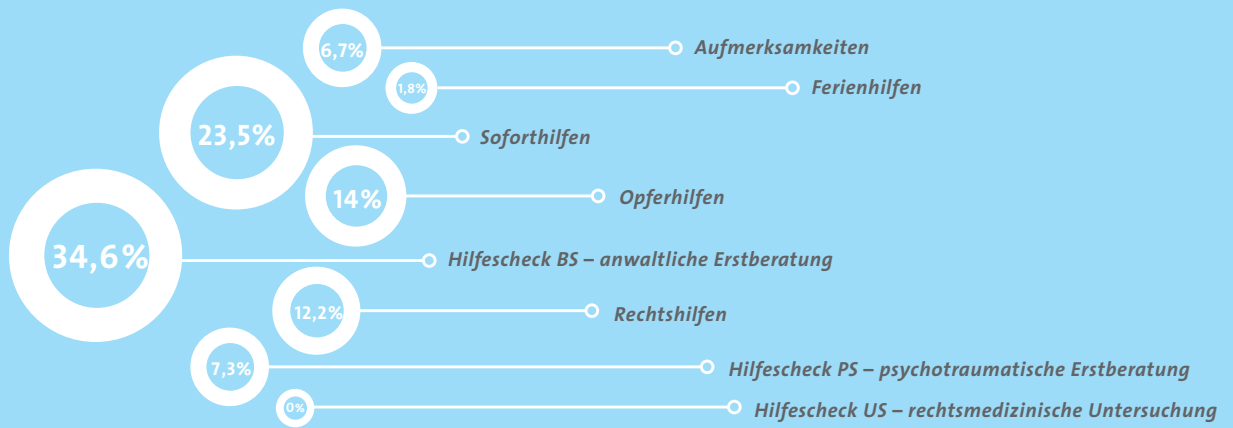 6,7% Aufmerksamkeiten
1,8% Ferienhilfen
23,5% Soforthilfen
14% Opferhilfen
34,6% Hilfescheck BS – anwaltliche Erstberatung
12,2% Rechtshilfen
7,3% Hilfescheck PS – psychotraumatische Erstberatung
0% Hilfescheck US – rechtsmedizinische Untersuchung